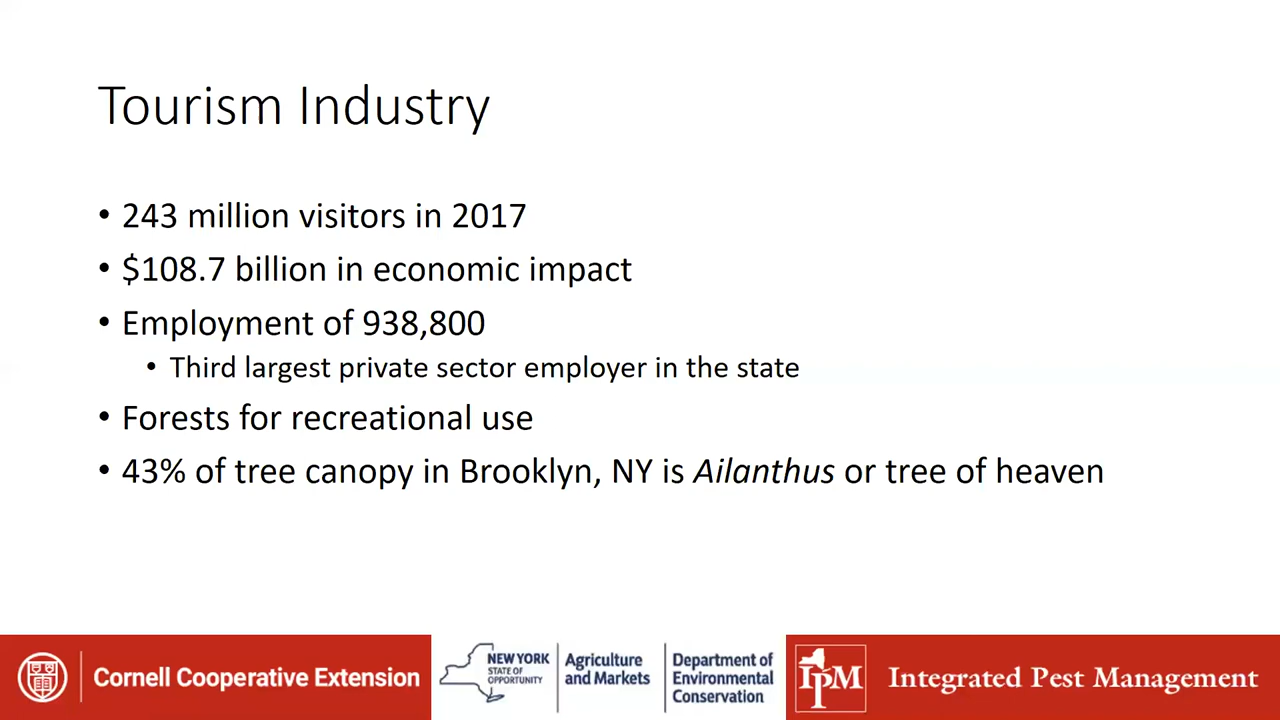 Tourism Industry
• 243 million visitors in 2017
• $108.7 billion in economic impact
• Employment of 938,800
• Third largest private sector employer in the state
• Forests for recreational use
• 43% of tree canopy in Brooklyn, NY is Ailanthus or tree of heaven
Cornell Cooperative Extension
NEW YORK
STATE OF
OPPORTUNITY
Agriculture
and Markets
Department of
Environmental
Conservation
IPM
Integrated Pest Management